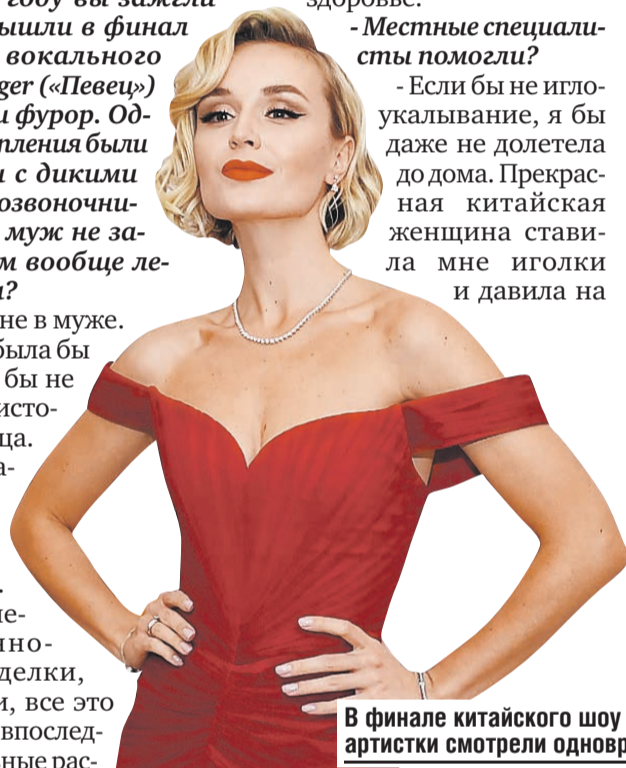 году вы зажгли
ышли в финал
вокального
ger («Певец»)
и фурор. Од-
пления были
и с дикими
озвоночни-
муж не за-
м вообще ле-
и?
не в муже.
была бы
бы не
исто-
ца.
а-
е-
но-
делки,
и, все это
впослед-
ьные рас-
здоровье.
- Местные специали-
сты помогли?
- Если бы не игло-
укалывание, я бы
даже не долетела
до дома. Прекрас-
ная китайская
женщина стави-
ла мне иголки
и давила на
В финале китайского шоу
артистки смотрели одновр